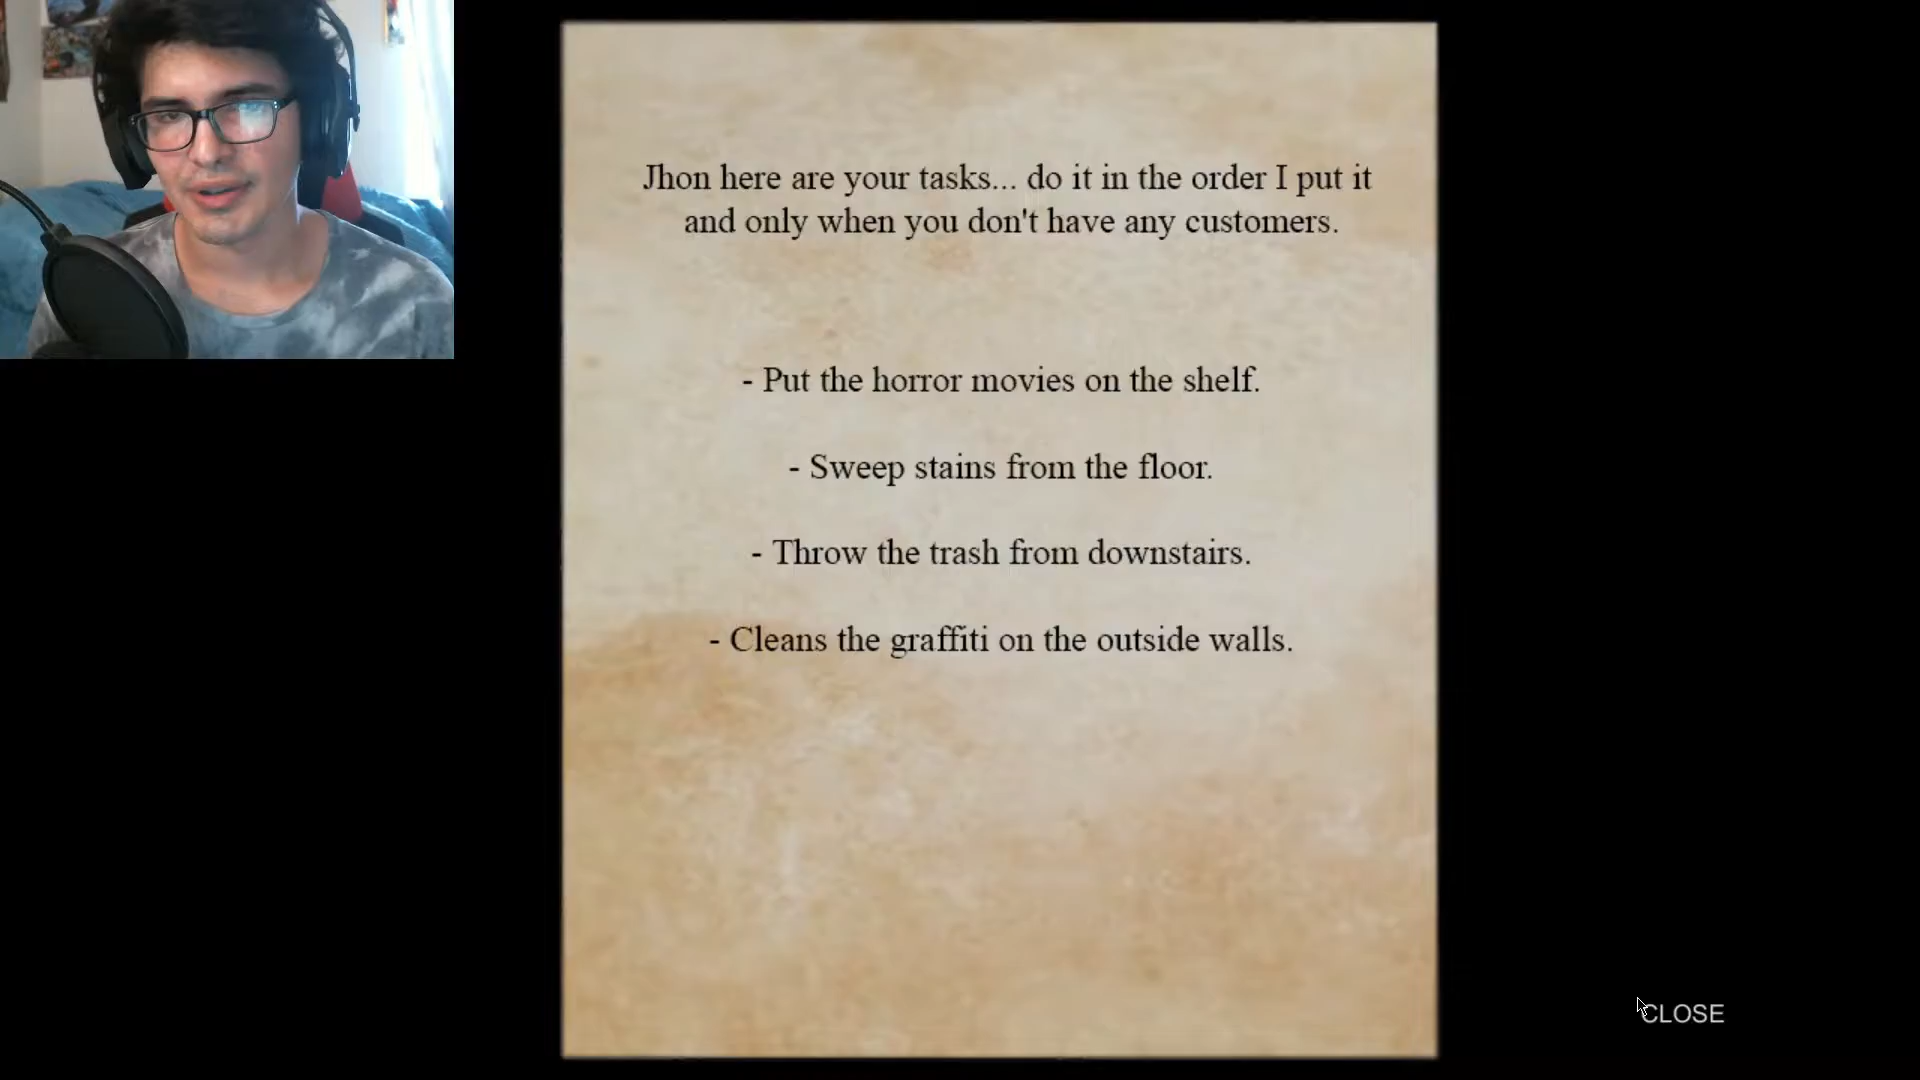 Jhon here are your tasks... do it in the order I put it
and only when you don't have any customers.
- Put the horror movies on the shelf.
- Sweep stains from the floor.
- Throw the trash from downstairs.
- Cleans the graffiti on the outside walls.
CLOSE